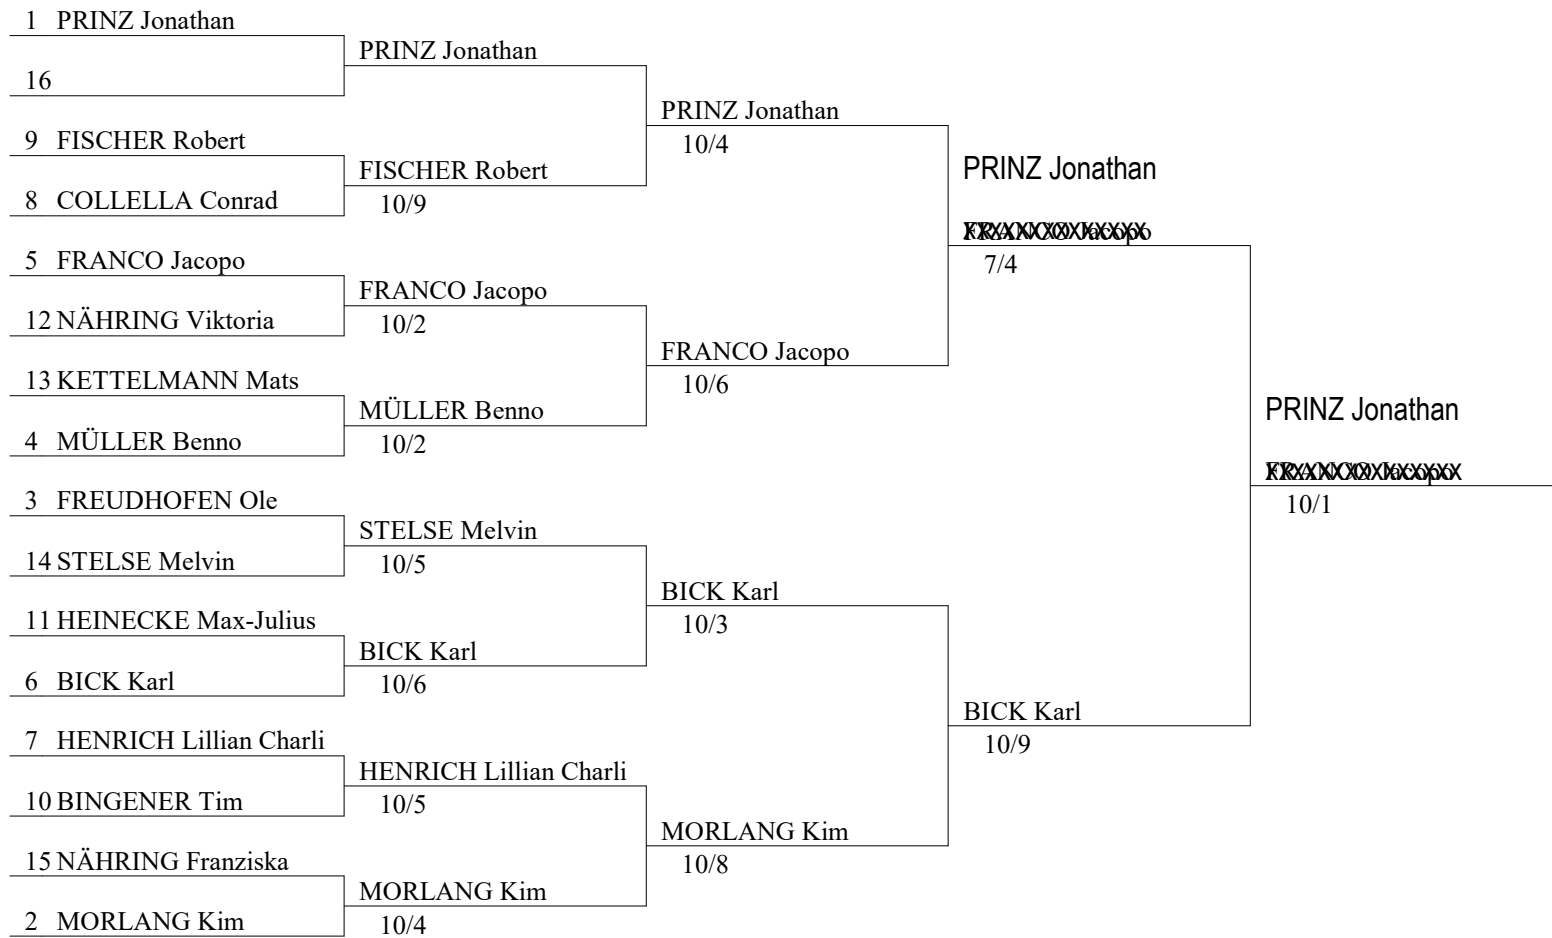 1 PRINZ Jonathan
16
9 FISCHER Robert
8 COLLELLA Conrad
5 FRANCO Jacopo
12 NÄHRING Viktoria
13 KETTELMANN Mats
4 MÜLLER Benno
3 FREUDHOFEN Ole
14 STELSE Melvin
11 HEINECKE Max-Julius
6 BICK Karl
7 HENRICH Lillian Charli
10 BINGENER Tim
15 NÄHRING Franziska
2 MORLANG Kim
PRINZ Jonathan
FISCHER Robert
10/9
FRANCO Jacopo
10/2
MÜLLER Benno
10/2
STELSE Melvin
10/5
BICK Karl
10/6
HENRICH Lillian Charli
10/5
MORLANG Kim
10/4
PRINZ Jonathan
10/4
FRANCO Jacopo
10/6
BICK Karl
10/3
MORLANG Kim
10/8
PRINZ Jonathan
FRANCO Jacopo
7/4
BICK Karl
10/9
PRINZ Jonathan
FRANCO Jacopo
10/1